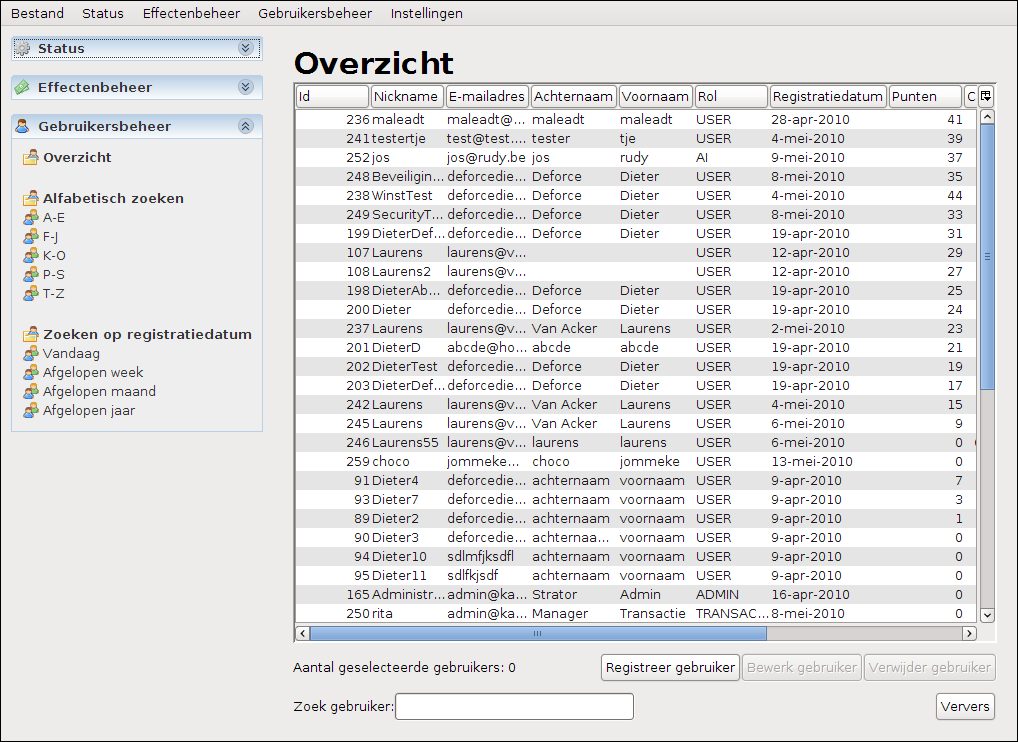 Bestand Status Effectenbeheer Gebruikersbeheer Instellingen
Status
Effectenbeheer
Gebruikersbeheer
Overzicht
Alfabetisch zoeken
A-E
F-J
K-O
P-S
T-Z
Zoeken op registratiedatum
Vandaag
Afgelopen week
Afgelopen maand
Afgelopen jaar
Overzicht
Id Nickname E-mailadres Achternaam Voornaam Rol Registratiedatum Punten C
236 maleadt maleadt@... maleadt maleadt USER 28-apr-2010 41
241 testertje test@test.... tester tje USER 4-mei-2010 39
252 jos jos@rudy.be jos rudy AI 9-mei-2010 37
248 Beveiligin... deforcedie... Deforce Dieter USER 8-mei-2010 35
238 WinstTest deforcedie... Deforce Dieter USER 4-mei-2010 44
249 SecurityT... deforcedie... Deforce Dieter USER 8-mei-2010 33
199 DieterDef... deforcedie... Deforce Dieter USER 19-apr-2010 31
107 Laurens laurens@v... USER 12-apr-2010 29
108 Laurens2 laurens@v... USER 12-apr-2010 27
198 DieterAb... deforcedie... Deforce Dieter USER 19-apr-2010 25
200 Dieter deforcedie... Deforce Dieter USER 19-apr-2010 24
237 Laurens laurens@v... Van Acker Laurens USER 2-mei-2010 23
201 DieterD abcde@ho... abcde abcde USER 19-apr-2010 21
202 DieterTest deforcedie... Deforce Dieter USER 19-apr-2010 19
203 DieterDef... deforcedie... Deforce Dieter USER 19-apr-2010 17
242 Laurens laurens@v... Van Acker Laurens USER 4-mei-2010 15
245 Laurens laurens@v... Van Acker Laurens USER 6-mei-2010 9
246 Laurens55 laurens@v... laurens laurens USER 6-mei-2010 0
259 choco jommeke... choco jommeke USER 13-mei-2010 0
91 Dieter4 deforcedie... achternaam voornaam USER 9-apr-2010 7
93 Dieter7 deforcedie... achternaam voornaam USER 9-apr-2010 3
89 Dieter2 deforcedie... achternaam voornaam USER 9-apr-2010 1
90 Dieter3 deforcedie... achternaa... voornaam USER 9-apr-2010 0
94 Dieter10 sdlmfjksdfl achternaam voornaam USER 9-apr-2010 0
95 Dieter11 sdlfkjsdf achternaam voornaam USER 9-apr-2010 0
165 Administr... admin@ka... Strator Admin ADMIN 16-apr-2010 0
250 rita admin@ka... Manager Transactie TRANSAC... 8-mei-2010 0
Aantal geselecteerde gebruikers: 0 Registreer gebruiker Bewerk gebruiker Verwijder gebruiker
Zoek gebruiker: Ververs